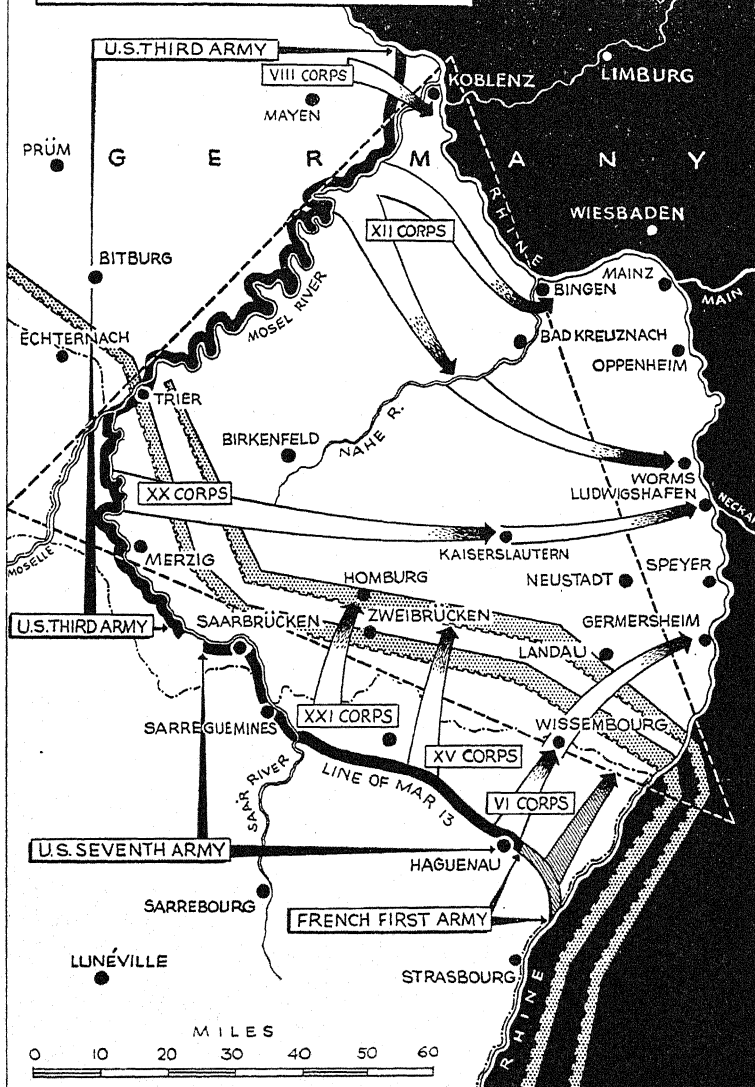 U.S. THIRD ARMY
VIII CORPS
KOBLENZ
LIMBURG
MAYEN
PRÜM
G E R M A N Y
RHINE
WIESBADEN
XII CORPS
BITBURG
MAINZ
BINGEN
MAIN
MOSEL RIVER
ECHTERNACH
BAD KREUZNACH
OPPENHEIM
TRIER
NAHE R.
BIRKENFELD
WORMS
XX CORPS
LUDWIGSHAFEN
NECKAR
KAISERSLAUTERN
MOSELLE
MERZIG
HOMBURG
NEUSTADT
SPEYER
U.S. THIRD ARMY
SAARBRÜCKEN
ZWEIBRÜCKEN
GERMERSHEIM
LANDAU
XXI CORPS
SARREGUEMINES
WISSEMBOURG
XV CORPS
LINE OF MAR 13
SAAR RIVER
VI CORPS
U.S. SEVENTH ARMY
HAGUENAU
SARREBOURG
FRENCH FIRST ARMY
LUNÉVILLE
STRASBOURG
RHINE
MILES
0 10 20 30 40 50 60